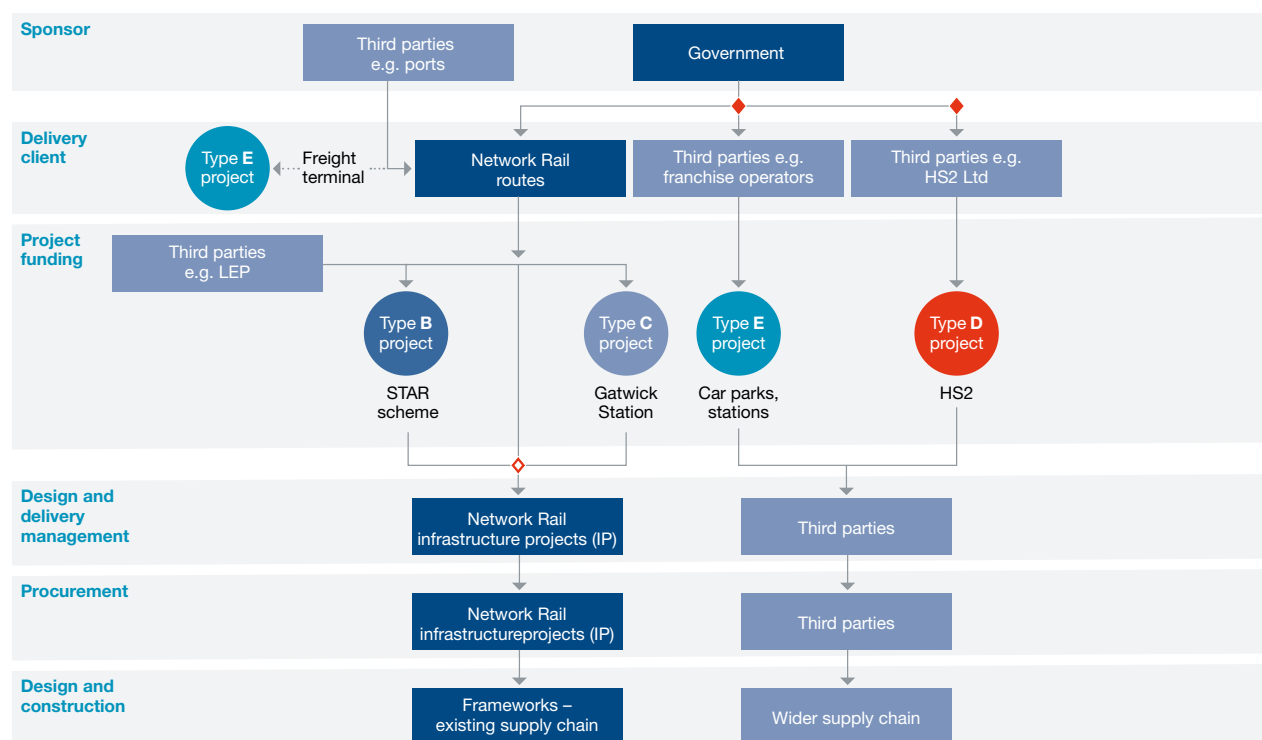 Sponsor
Third parties
e.g. ports
Government
Delivery
client
Type E
project
Freight
terminal
Network Rail
routes
Third parties e.g.
franchise operators
Third parties e.g.
HS2 Ltd
Project
funding
Third parties
e.g. LEP
Type B
project
STAR
scheme
Type C
project
Gatwick
Station
Type E
project
Car parks,
stations
Type D
project
HS2
Design and
delivery
management
Network Rail
infrastructure projects (IP)
Third parties
Procurement
Network Rail
infrastructureprojects (IP)
Third parties
Design and
construction
Frameworks –
existing supply chain
Wider supply chain